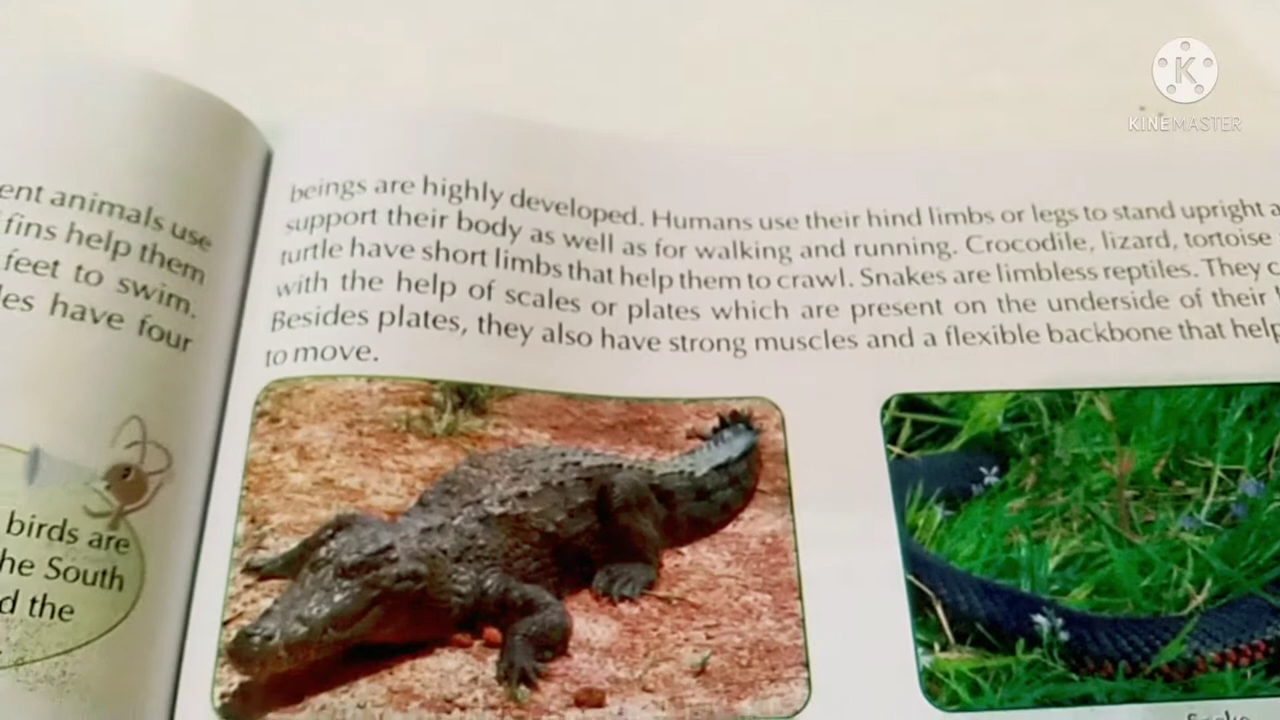 ent animals use
fins help them
feet to swim.
les have four
birds are
he South
d the
beings are highly developed. Humans use their hind limbs or legs to stand upright a
support their body as well as for walking and running. Crocodile, lizard, tortoise
turtle have short limbs that help them to crawl. Snakes are limbless reptiles. They c
with the help of scales or plates which are present on the underside of their
Besides plates, they also have strong muscles and a flexible backbone that help
to move.
KINEMASTER